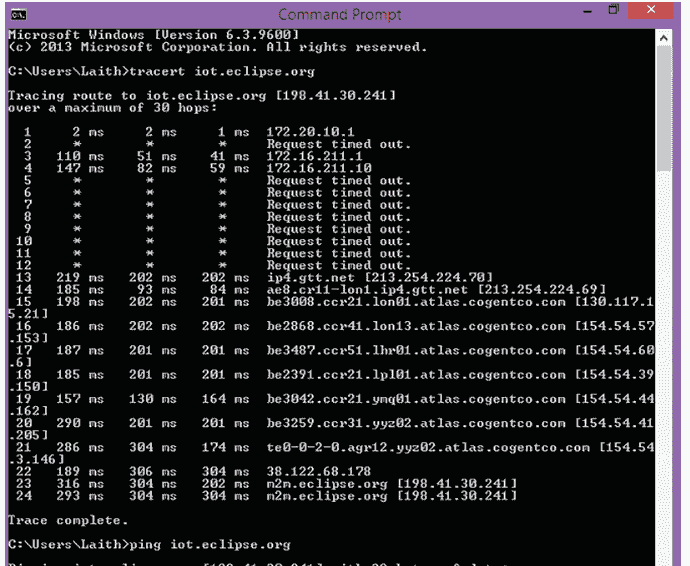 Command Prompt
Microsoft Windows [Version 6.3.9600]
(c) 2013 Microsoft Corporation. All rights reserved.
C:\Users\Laith>tracert iot.eclipse.org
Tracing route to iot.eclipse.org [198.41.30.241]
over a maximum of 30 hops:
1 2 ms 2 ms 1 ms 172.20.10.1
2 * * * Request timed out.
3 110 ms 51 ms 41 ms 172.16.211.1
4 147 ms 82 ms 59 ms 172.16.211.10
5 * * * Request timed out.
6 * * * Request timed out.
7 * * * Request timed out.
8 * * * Request timed out.
9 * * * Request timed out.
10 * * * Request timed out.
11 * * * Request timed out.
12 * * * Request timed out.
13 219 ms 202 ms 202 ms ip4.gtt.net [213.254.224.70]
14 185 ms 93 ms 84 ms ae8.cr11-lon1.ip4.gtt.net [213.254.224.69]
15 198 ms 202 ms 201 ms be3008.ccr21.lon01.atlas.cogentco.com [130.117.1
5.21]
16 186 ms 202 ms 202 ms be2868.ccr41.lon13.atlas.cogentco.com [154.54.57
.153]
17 187 ms 201 ms 201 ms be3487.ccr51.lhr01.atlas.cogentco.com [154.54.60
.6]
18 185 ms 201 ms 201 ms be2391.ccr21.lpl01.atlas.cogentco.com [154.54.39
.150]
19 157 ms 130 ms 164 ms be3042.ccr21.ymq01.atlas.cogentco.com [154.54.44
.162]
20 290 ms 201 ms 201 ms be3259.ccr31.yyz02.atlas.cogentco.com [154.54.41
.205]
21 286 ms 304 ms 174 ms te0-0-2-0.agr12.yyz02.atlas.cogentco.com [154.54
.3.146]
22 189 ms 306 ms 304 ms 38.122.68.178
23 316 ms 304 ms 202 ms m2m.eclipse.org [198.41.30.241]
24 293 ms 304 ms 304 ms m2m.eclipse.org [198.41.30.241]
Trace complete.
C:\Users\Laith>ping iot.eclipse.org